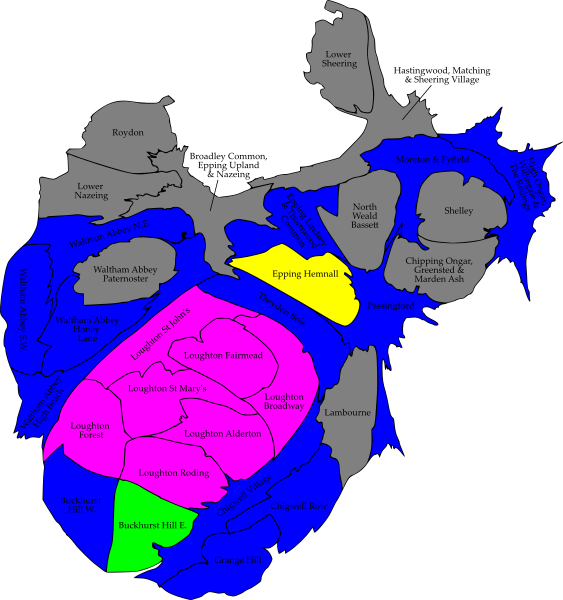 Lower
Sheering
Hastingwood, Matching
& Sheering Village
Roydon
Broadley Common,
Epping Upland
& Nazeing
Moreton & Fyfield
High Ongar,
Willingale &
The Rodings
Lower
Nazeing
Epping Lindsey
& Thornwood
Common
North
Weald
Bassett
Shelley
Waltham Abbey N.E.
Waltham Abbey
Paternoster
Epping Hemnall
Chipping Ongar,
Greensted &
Marden Ash
Waltham Abbey S.W.
Waltham Abbey
Honey
Lane
Theydon Bois
Passingford
Loughton St John's
Loughton Fairmead
Waltham Abbey
High Beach
Loughton St Mary's
Loughton
Broadway
Lambourne
Loughton
Forest
Loughton Alderton
Loughton Roding
Chigwell Village
Buckhurst
Hill W.
Chigwell Row
Buckhurst Hill E.
Grange Hill